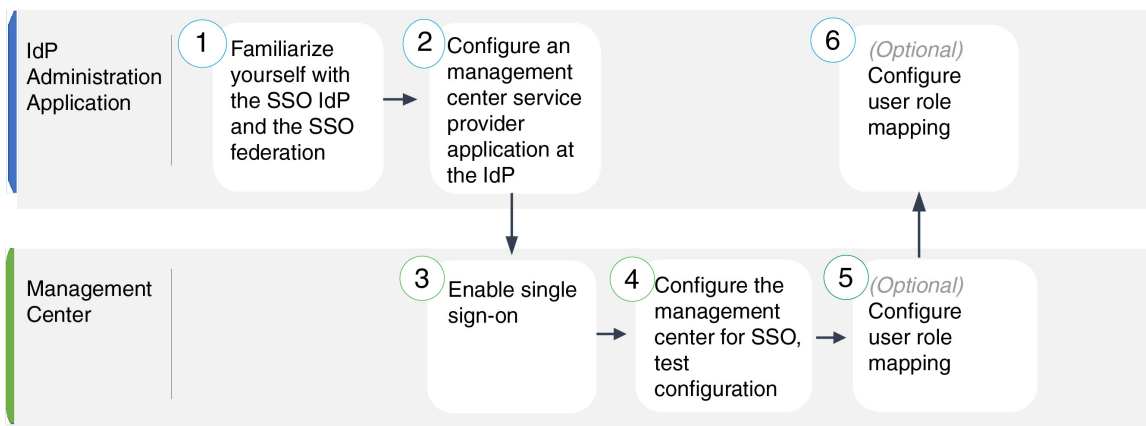 IdP
Administration
Application
1
Familiarize
yourself with
the SSO IdP
and the SSO
federation
2
Configure an
management
center service
provider
application at
the IdP
6
(Optional)
Configure
user role
mapping
Management
Center
3
Enable single
sign-on
4
Configure the
management
center for SSO,
test
configuration
5
(Optional)
Configure
user role
mapping